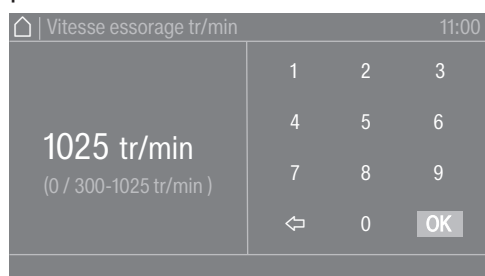 | Vitesse essorage tr/min 11:00
1025 tr/min
(0 / 300-1025 tr/min )
1 2 3
4 5 6
7 8 9
0 OK